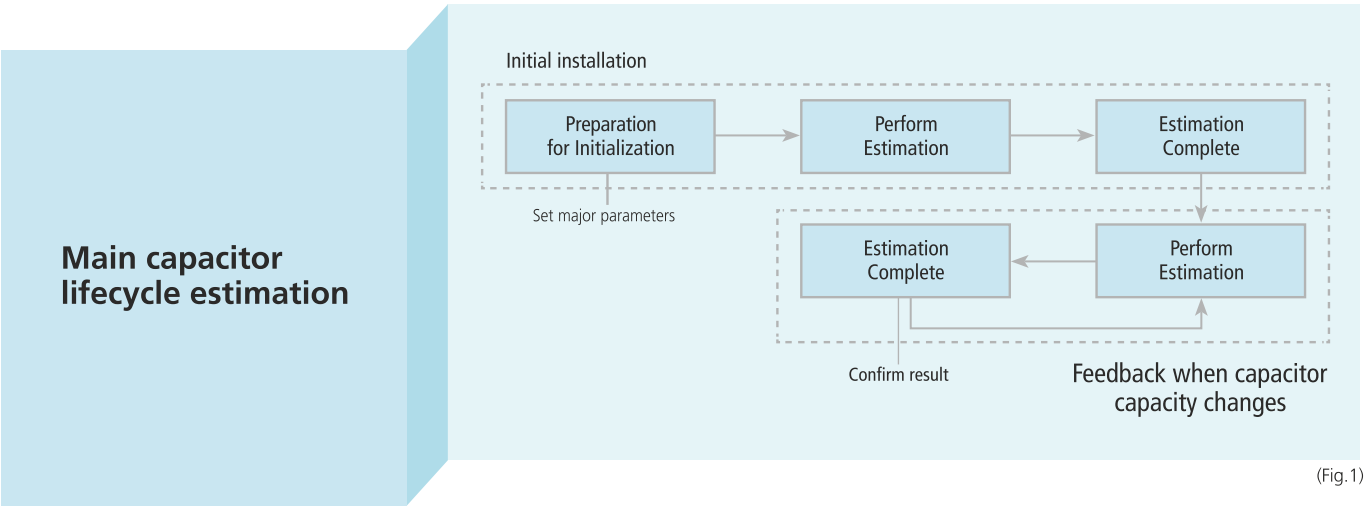 Main capacitor
lifecycle estimation
Initial installation
Preparation
for Initialization
Perform
Estimation
Estimation
Complete
Set major parameters
Estimation
Complete
Perform
Estimation
Confirm result
Feedback when capacitor
capacity changes
(Fig.1)